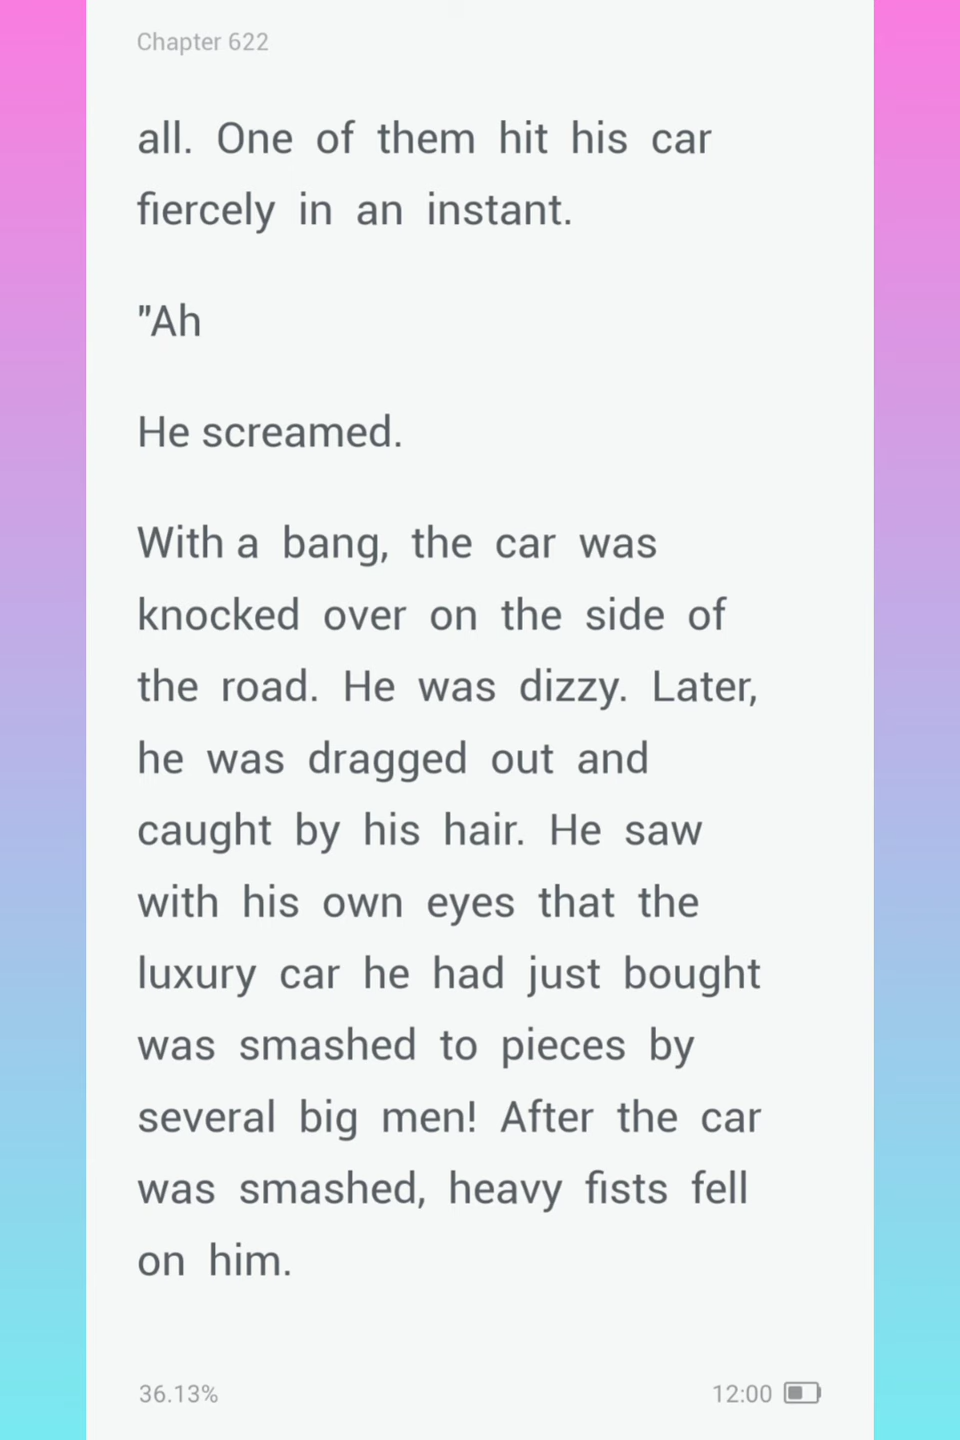 Chapter 622
all. One of them hit his car
fiercely in an instant.
"Ah
He screamed.
With a bang, the car was
knocked over on the side of
the road. He was dizzy. Later,
he was dragged out and
caught by his hair. He saw
with his own eyes that the
luxury car he had just bought
was smashed to pieces by
several big men! After the car
was smashed, heavy fists fell
on him.
36.13%
12:00